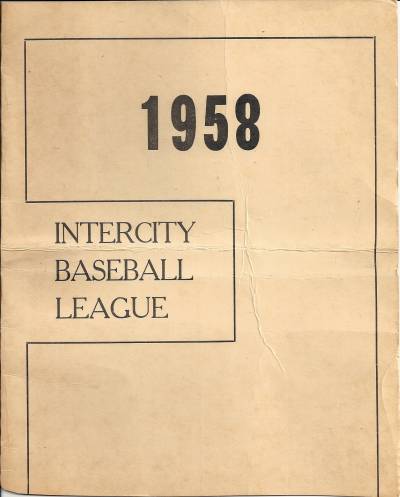 1958
INTERCITY
BASEBALL
LEAGUE